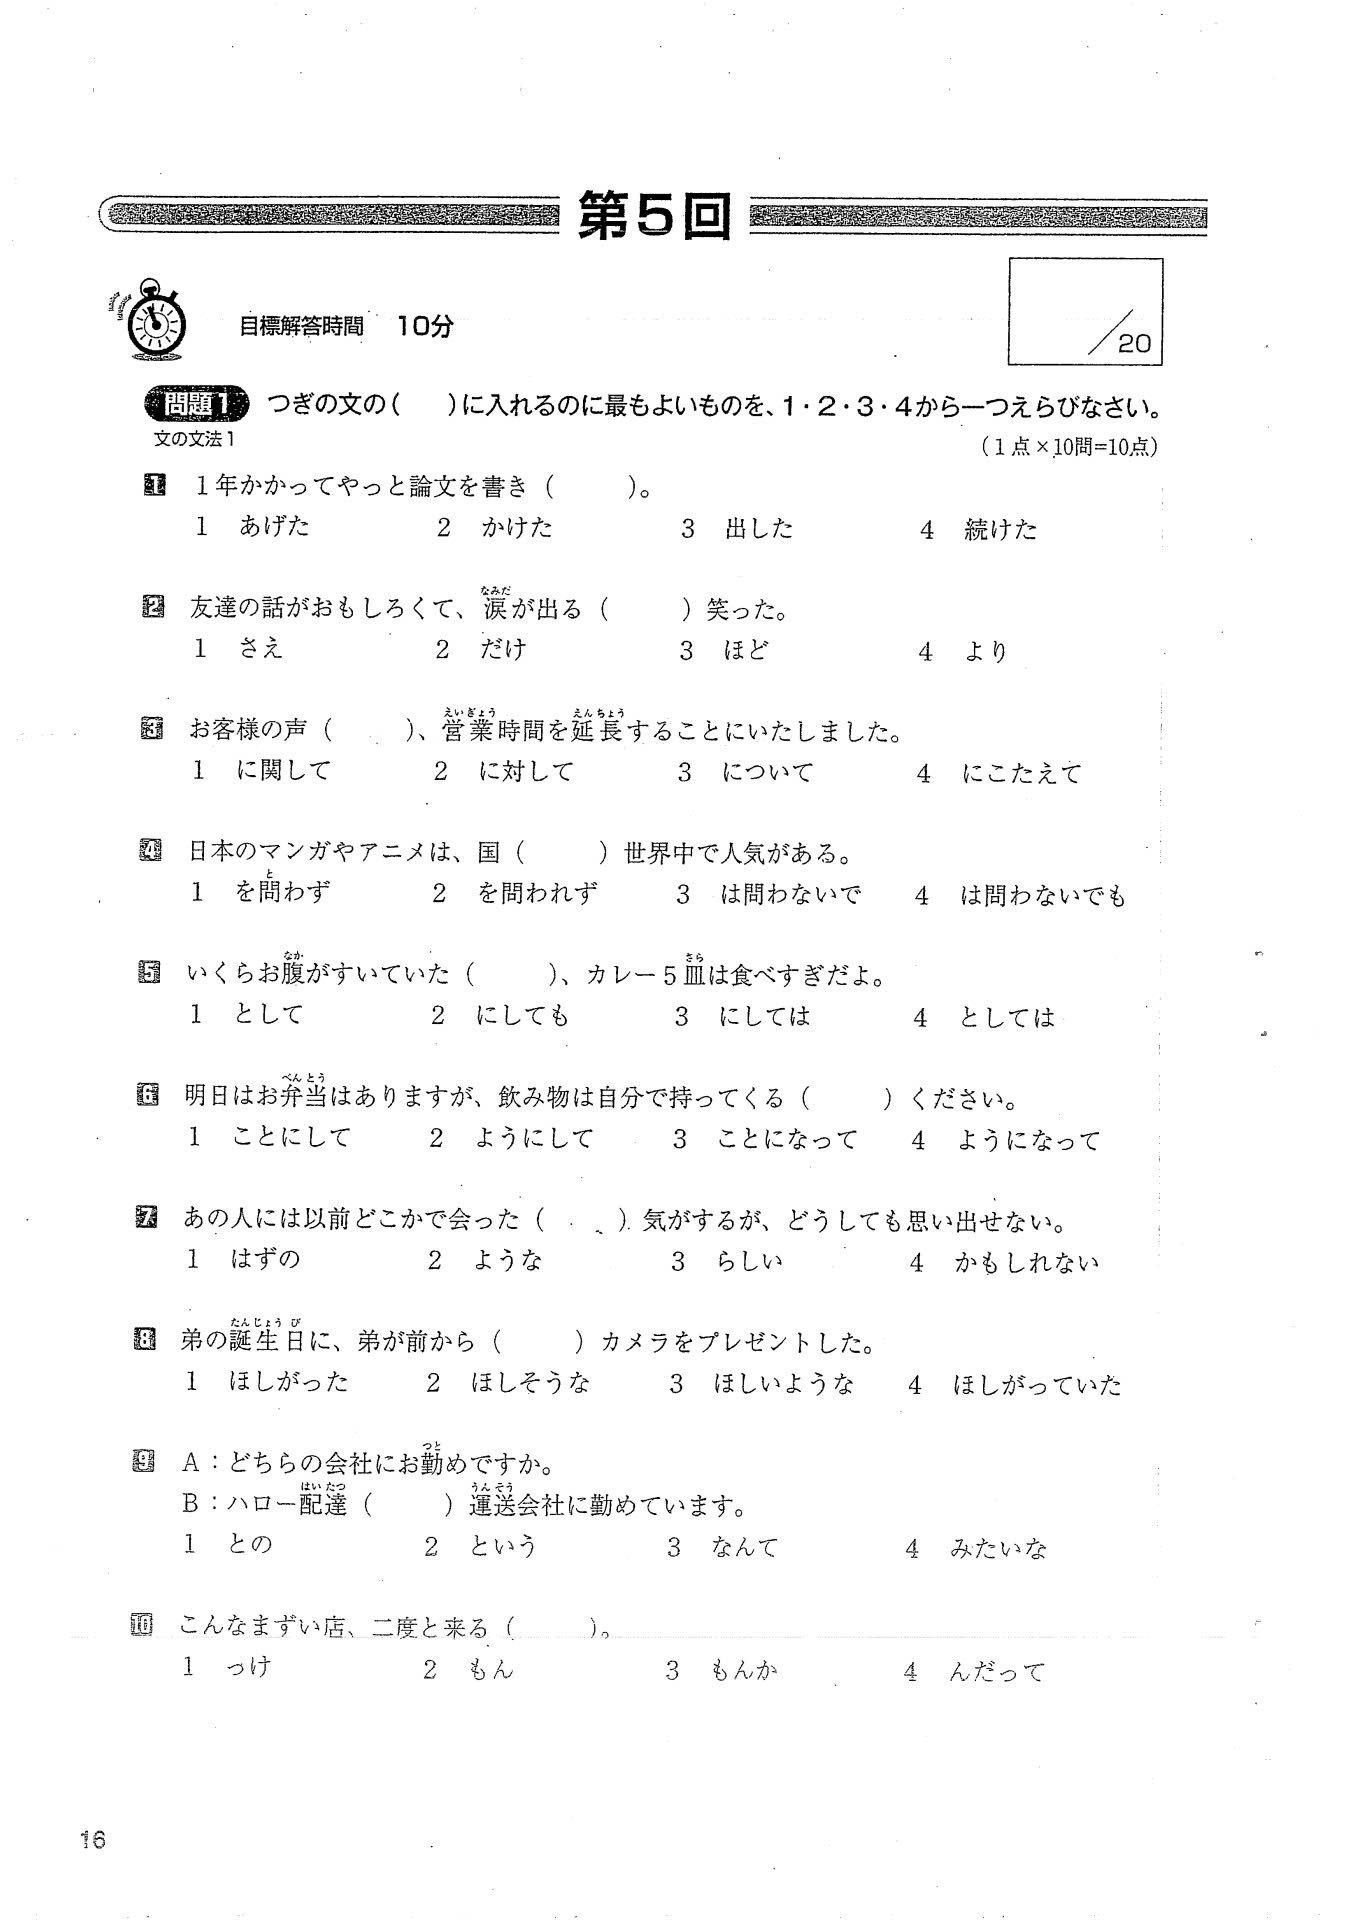 第5回
目標解答時間 10分
／20
問題1 つぎの文の( )に入れるのに最もよいものを、1・2・3・4から一つえらびなさい。
文の文法1
（1点×10問=10点）
1 1年かかってやっと論文を書き（　　）。
1 あげた 2 かけた 3 出した 4 続けた
なみだ
2 友達の話がおもしろくて、涙が出る（　　）笑った。
1 さえ 2 だけ 3 ほど 4 より
えいぎょう えんちょう
3 お客様の声（　　）、営業時間を延長することにいたしました。
1 に関して 2 に対して 3 について 4 にこたえて
4 日本のマンガやアニメは、国（　　）世界中で人気がある。
と
1 を問わず 2 を問われず 3 は問わないで 4 は問わないでも
なか さら
5 いくらお腹がすいていた（　　）、カレー5皿は食べすぎだよ。
1 として 2 にしても 3 にしては 4 としては
べんとう
6 明日はお弁当はありますが、飲み物は自分で持ってくる（　　）ください。
1 ことにして 2 ようにして 3 ことになって 4 ようになって
7 あの人には以前どこかで会った（　　）気がするが、どうしても思い出せない。
1 はずの 2 ような 3 らしい 4 かもしれない
たんじょう び
8 弟の誕生日に、弟が前から（　　）カメラをプレゼントした。
1 ほしがった 2 ほしそうな 3 ほしいような 4 ほしがっていた
つと
9 A：どちらの会社にお勤めですか。
はいたつ うんそう
B：ハロー配達（　　）運送会社に勤めています。
1 との 2 という 3 なんて 4 みたいな
10 こんなまずい店、二度と来る（　　）。
1 っけ 2 もん 3 もんか 4 んだって
16